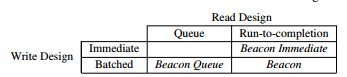 Read Design
Queue Run-to-completion
Write Design Immediate Beacon Immediate
Batched Beacon Queue Beacon